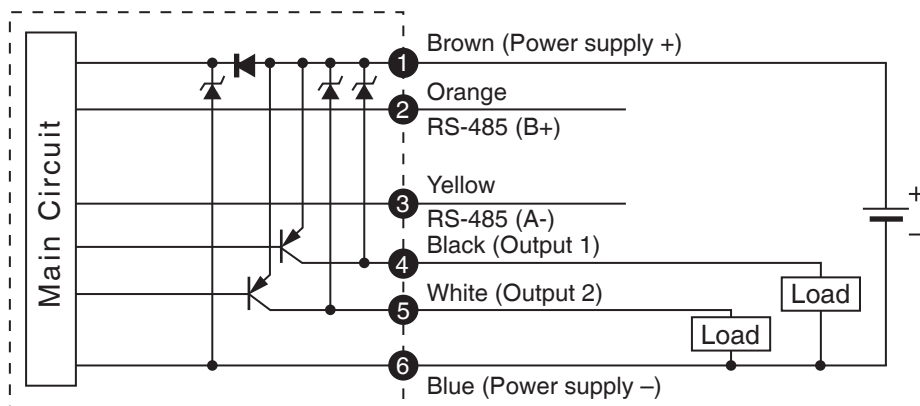 Main Circuit
1
Brown (Power supply +)
2
Orange
RS-485 (B+)
3
Yellow
RS-485 (A-)
4
Black (Output 1)
5
White (Output 2)
6
Blue (Power supply –)
Load
Load
+
–